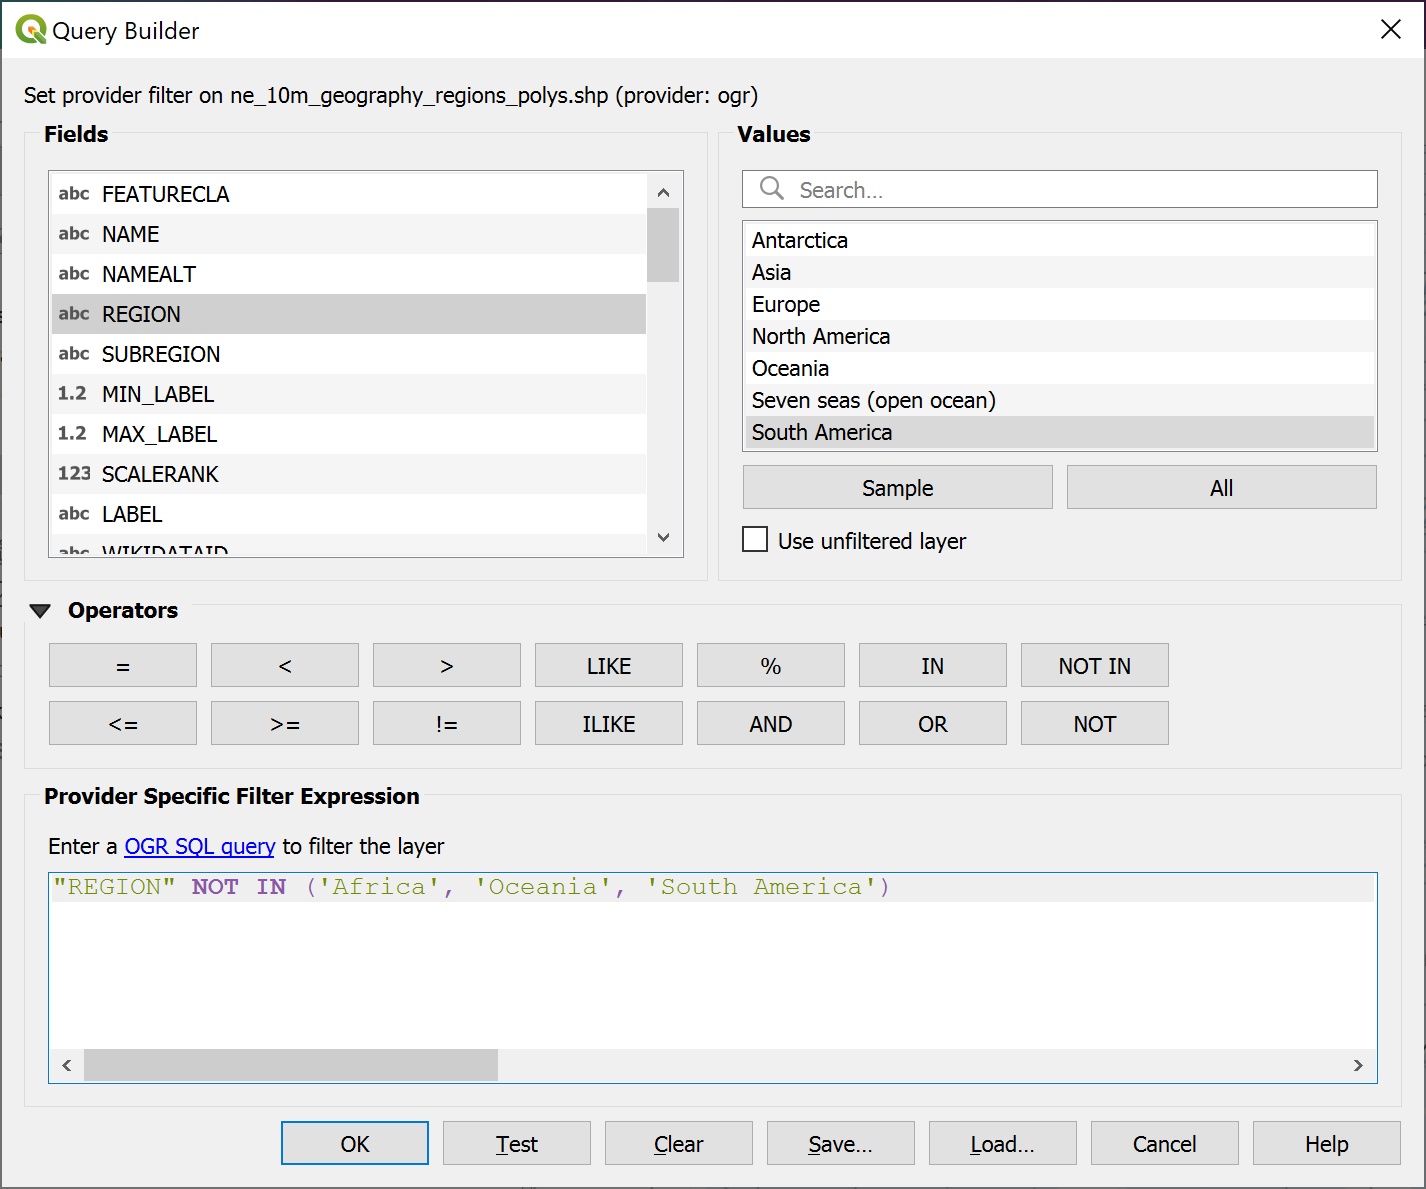 Query Builder
Set provider filter on ne_10m_geography_regions_polys.shp (provider: ogr)
Fields
abc FEATURECLA
abc NAME
abc NAMEALT
abc REGION
abc SUBREGION
1.2 MIN_LABEL
1.2 MAX_LABEL
123 SCALERANK
abc LABEL
abc WIKIDATAID
Values
Search...
Antarctica
Asia
Europe
North America
Oceania
Seven seas (open ocean)
South America
Sample All
Use unfiltered layer
Operators
= < > LIKE % IN NOT IN
<= >= != ILIKE AND OR NOT
Provider Specific Filter Expression
Enter a OGR SQL query to filter the layer
"REGION" NOT IN ('Africa', 'Oceania', 'South America')
OK Test Clear Save... Load... Cancel Help